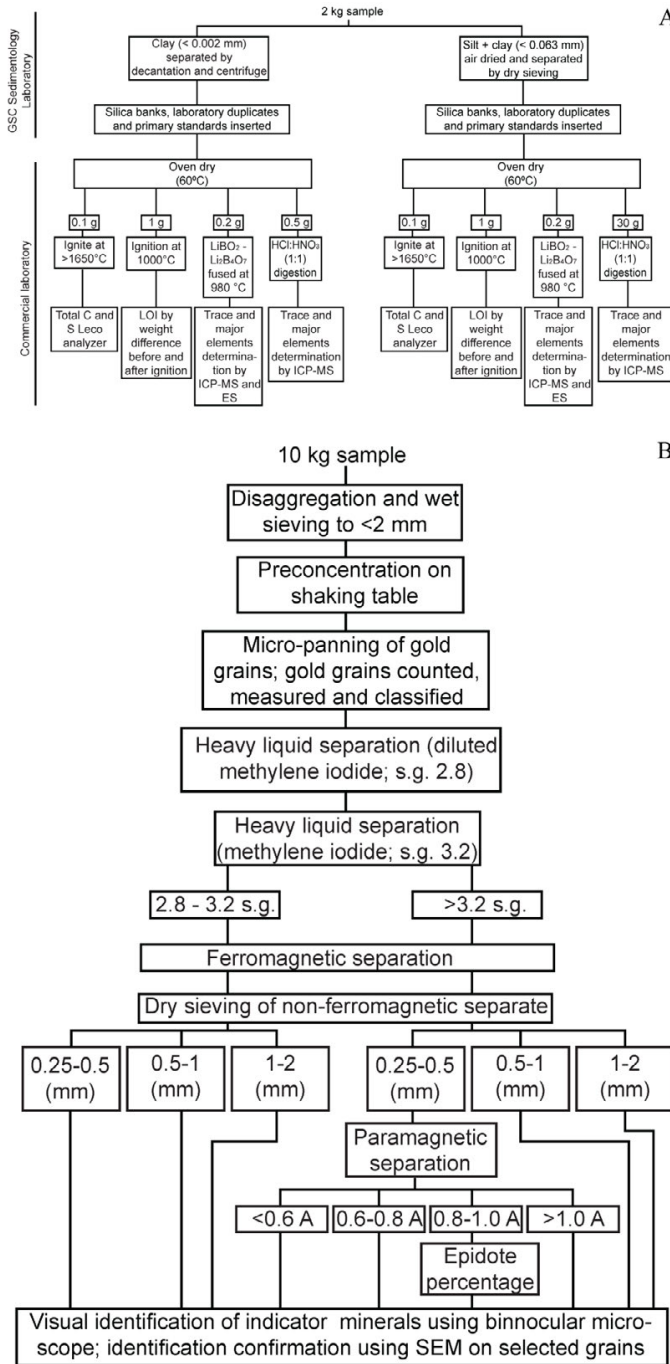 A
2 kg sample
GSC Sedimentology
Laboratory
Clay (< 0.002 mm)
separated by
decantation and centrifuge
Silt + clay (< 0.063 mm)
air dried and separated
by dry sieving
Silica banks, laboratory duplicates
and primary standards inserted
Silica banks, laboratory duplicates
and primary standards inserted
Commercial laboratory
Oven dry
(60ºC)
0.1 g
1 g
0.2 g
0.5 g
Ignite at
>1650°C
Ignition at
1000°C
LiBO₂ -
Li₂B₄O₇
fused at
980 °C
HCl:HNO₃
(1:1)
digestion
Total C and
S Leco
analyzer
LOI by
weight
difference
before and
after ignition
Trace and
major
elements
determina-
tion by
ICP-MS and
ES
Trace and
major
elements
determination
by ICP-MS
Oven dry
(60ºC)
0.1 g
1 g
0.2 g
30 g
Ignite at
>1650°C
Ignition at
1000°C
LiBO₂ -
Li₂B₄O₇
fused at
980 °C
HCl:HNO₃
(1:1)
digestion
Total C and
S Leco
analyzer
LOI by
weight
difference
before and
after ignition
Trace and
major
elements
determina-
tion by
ICP-MS and
ES
Trace and
major
elements
determination
by ICP-MS
B
10 kg sample
Disaggregation and wet
sieving to <2 mm
Preconcentration on
shaking table
Micro-panning of gold
grains; gold grains counted,
measured and classified
Heavy liquid separation (diluted
methylene iodide; s.g. 2.8)
Heavy liquid separation
(methylene iodide; s.g. 3.2)
2.8 - 3.2 s.g.
>3.2 s.g.
Ferromagnetic separation
Dry sieving of non-ferromagnetic separate
0.25-0.5
(mm)
0.5-1
(mm)
1-2
(mm)
0.25-0.5
(mm)
0.5-1
(mm)
1-2
(mm)
Paramagnetic
separation
<0.6 A
0.6-0.8 A
0.8-1.0 A
>1.0 A
Epidote
percentage
Visual identification of indicator minerals using binnocular micro-
scope; identification confirmation using SEM on selected grains